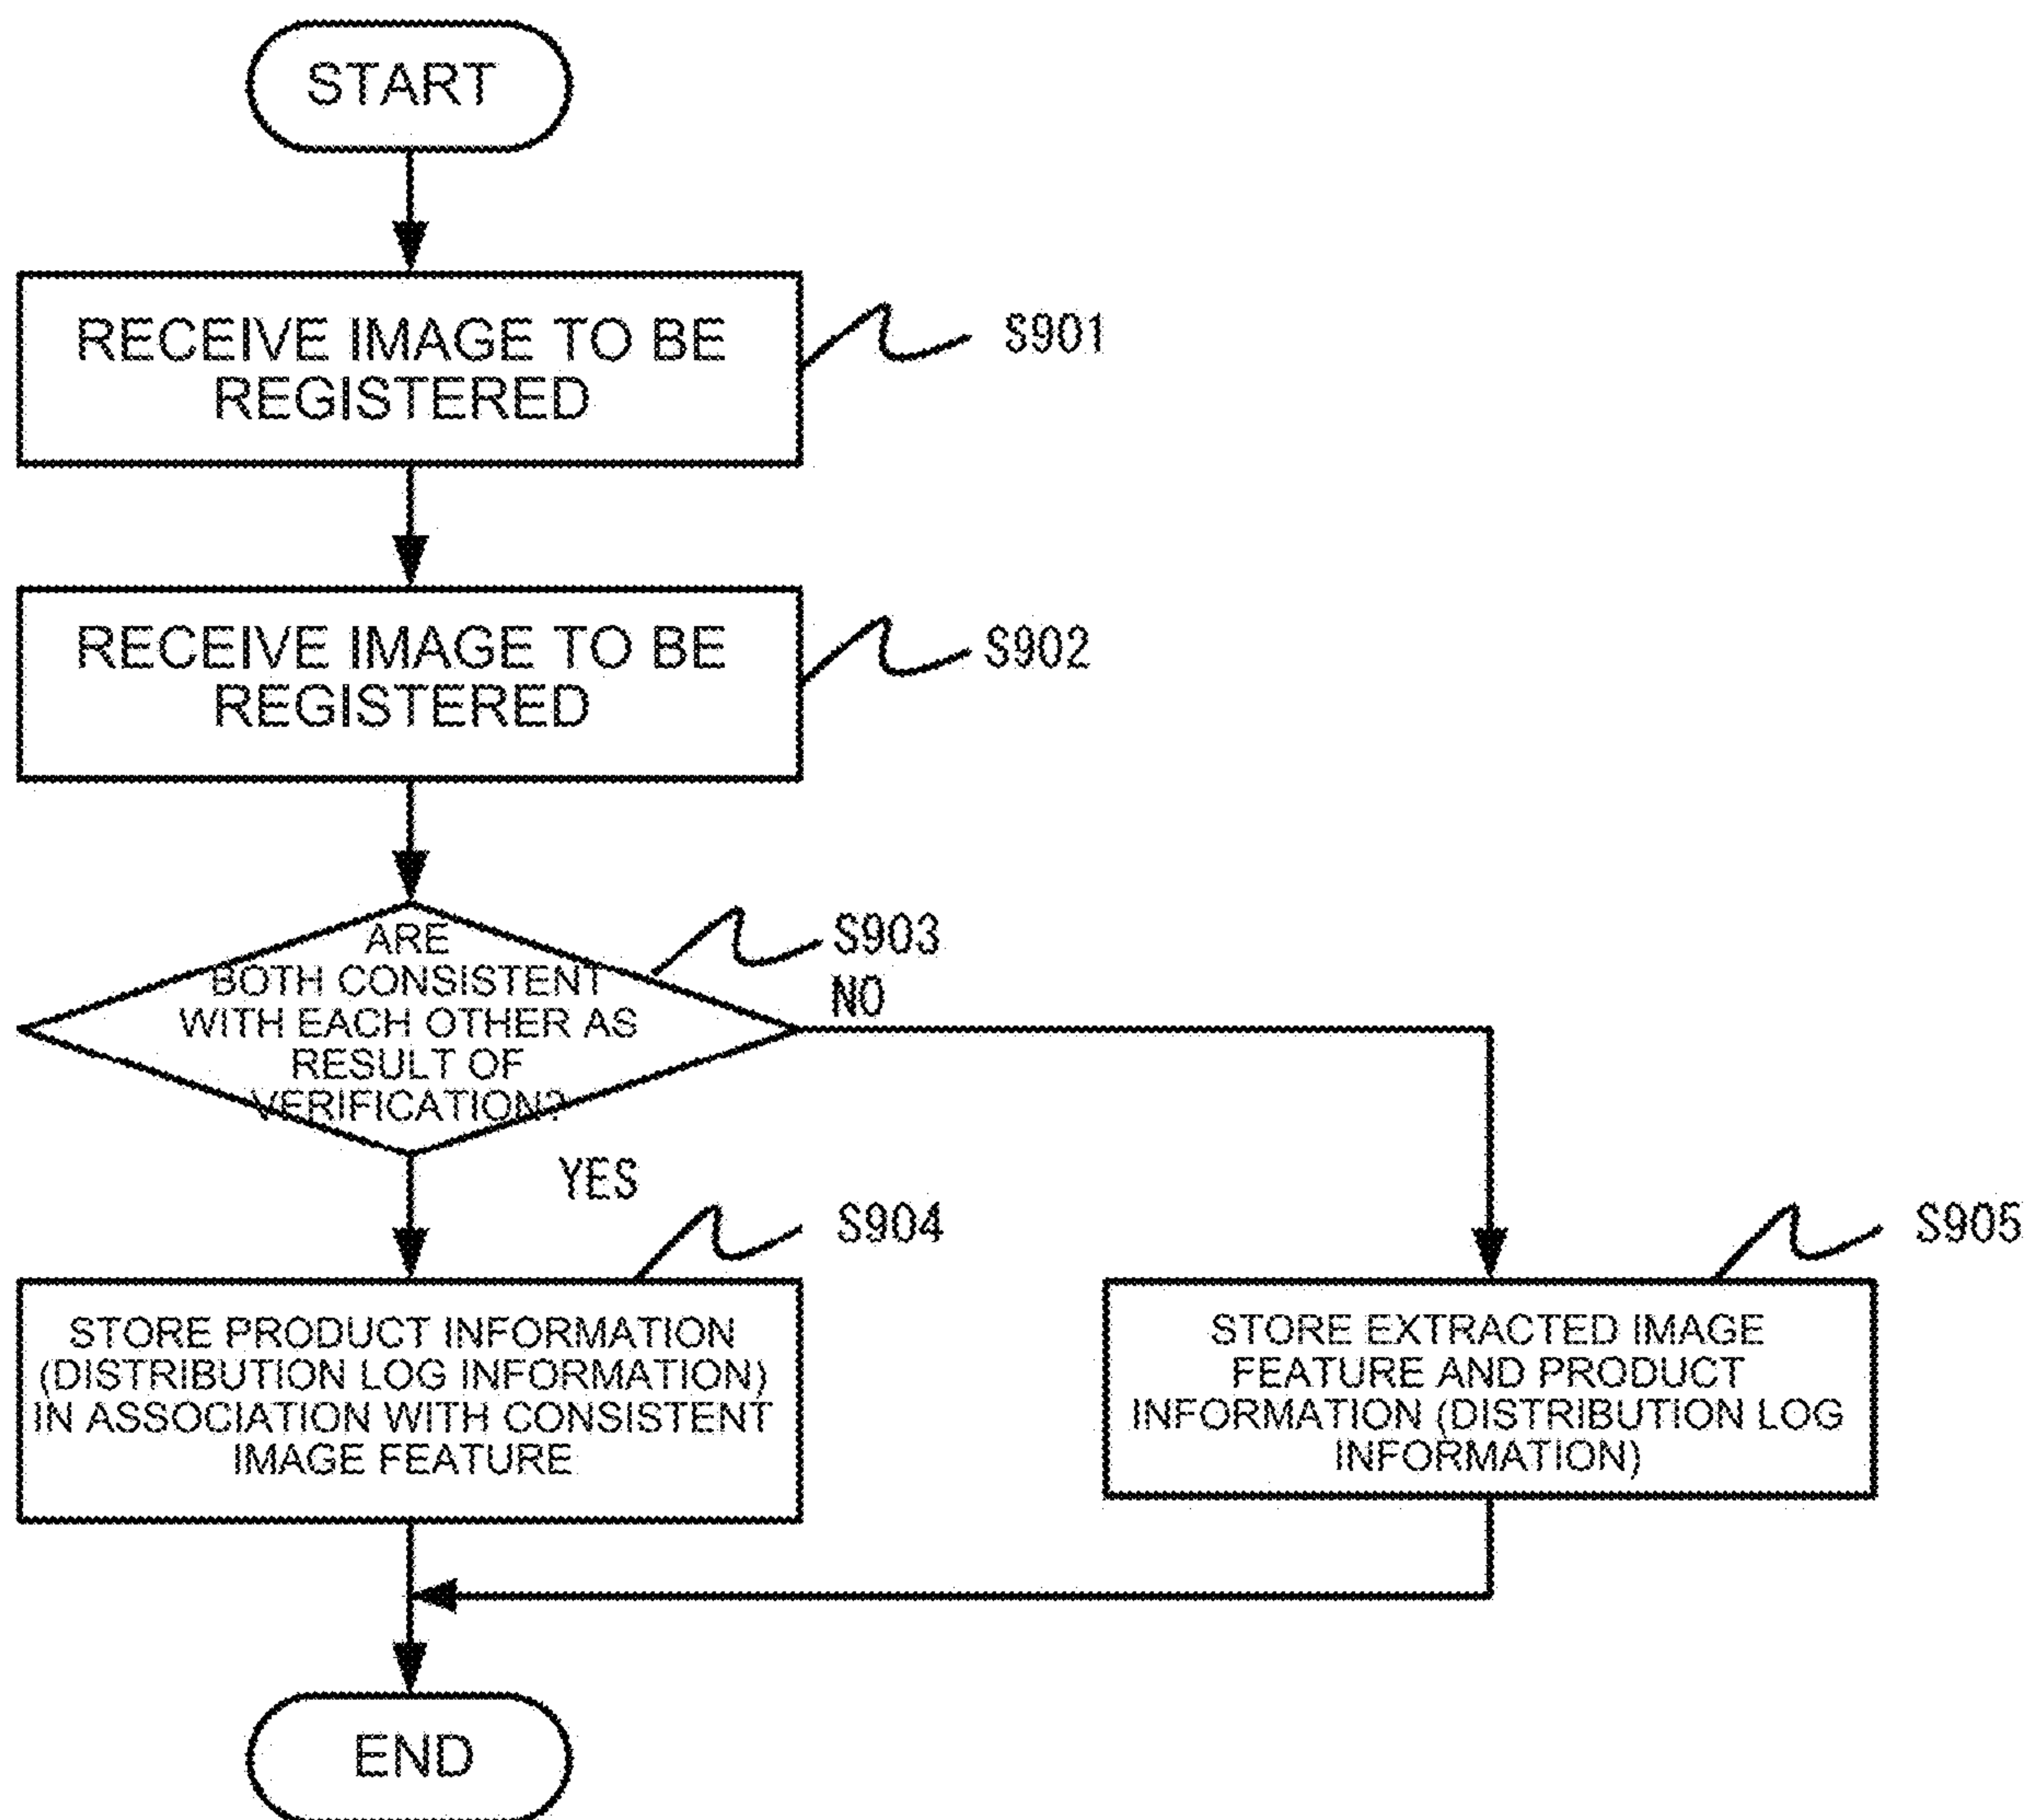 START
RECEIVE IMAGE TO BE
REGISTERED
S901
RECEIVE IMAGE TO BE
REGISTERED
S902
ARE
BOTH CONSISTENT
WITH EACH OTHER AS
RESULT OF
VERIFICATION?
S903
NO
YES
S904
STORE PRODUCT INFORMATION
(DISTRIBUTION LOG INFORMATION)
IN ASSOCIATION WITH CONSISTENT
IMAGE FEATURE
S905
STORE EXTRACTED IMAGE
FEATURE AND PRODUCT
INFORMATION (DISTRIBUTION LOG
INFORMATION)
END